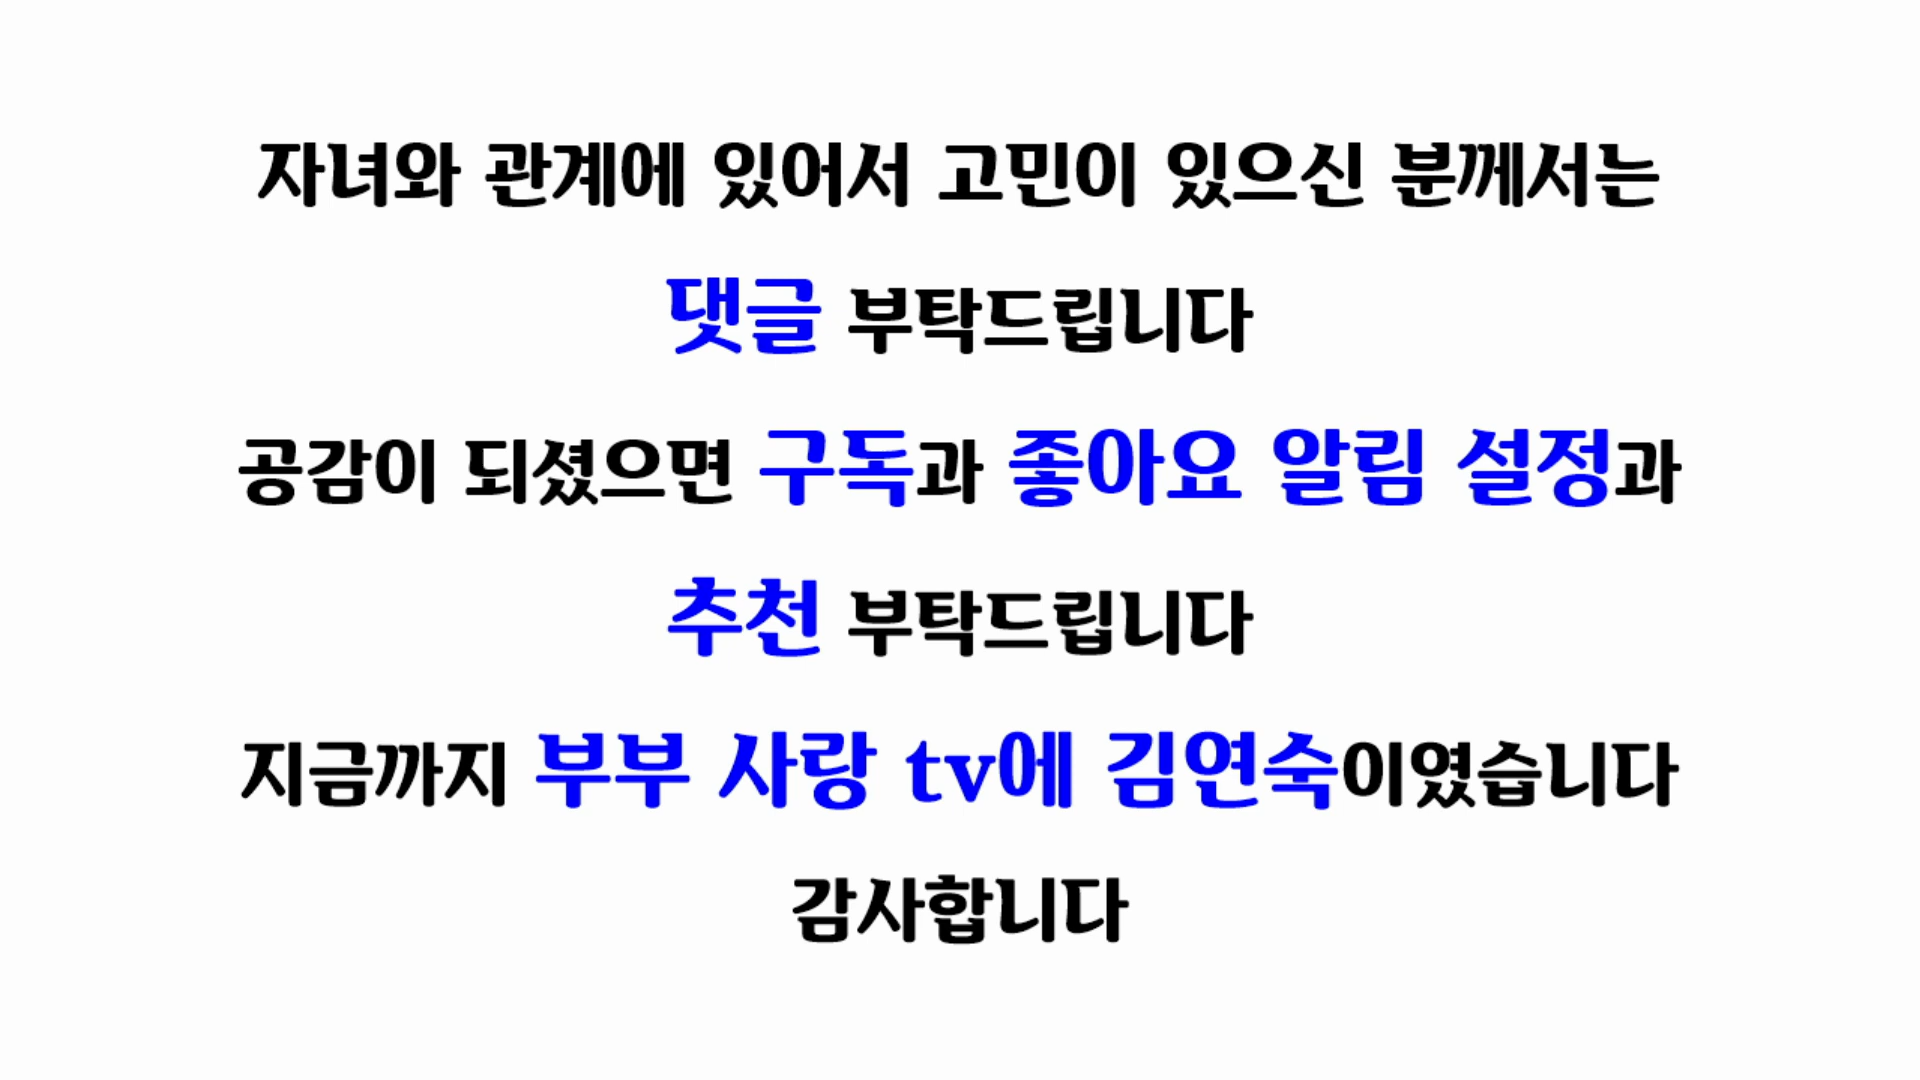 자녀와 관계에 있어서 고민이 있으신 분께서는
댓글 부탁드립니다
공감이 되셨으면 구독과 좋아요 알림 설정과
추천 부탁드립니다
지금까지 부부 사랑 tv에 김연숙이였습니다
감사합니다